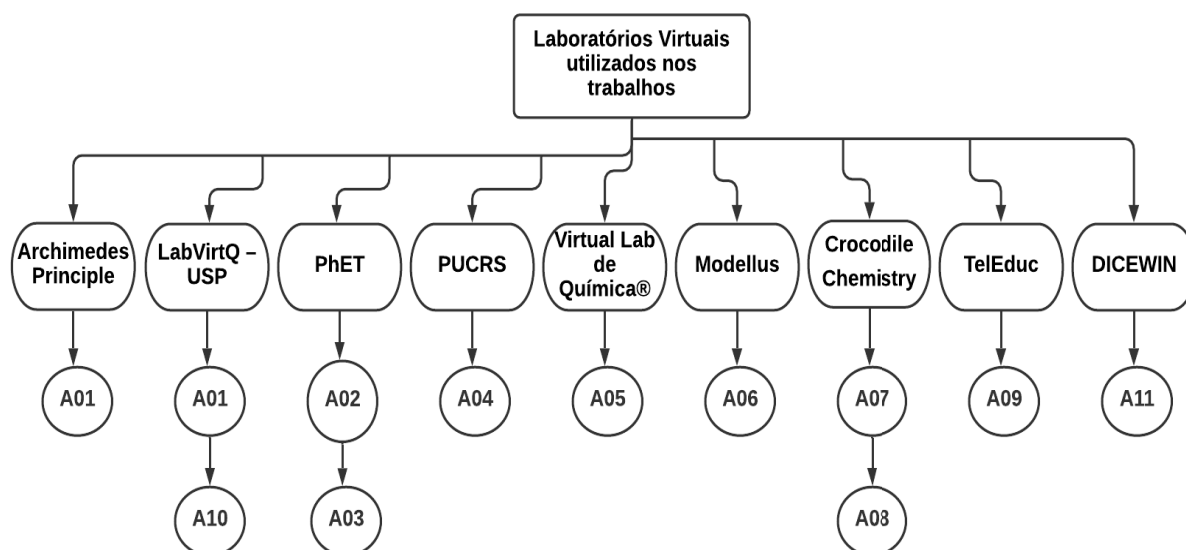 Laboratórios Virtuais
utilizados nos
trabalhos
Archimedes
Principle
LabVirtQ –
USP
PhET
PUCRS
Virtual Lab
de
Química®
Modellus
Crocodile
Chemistry
TelEduc
DICEWIN
A01
A01
A02
A04
A05
A06
A07
A09
A11
A10
A03
A08